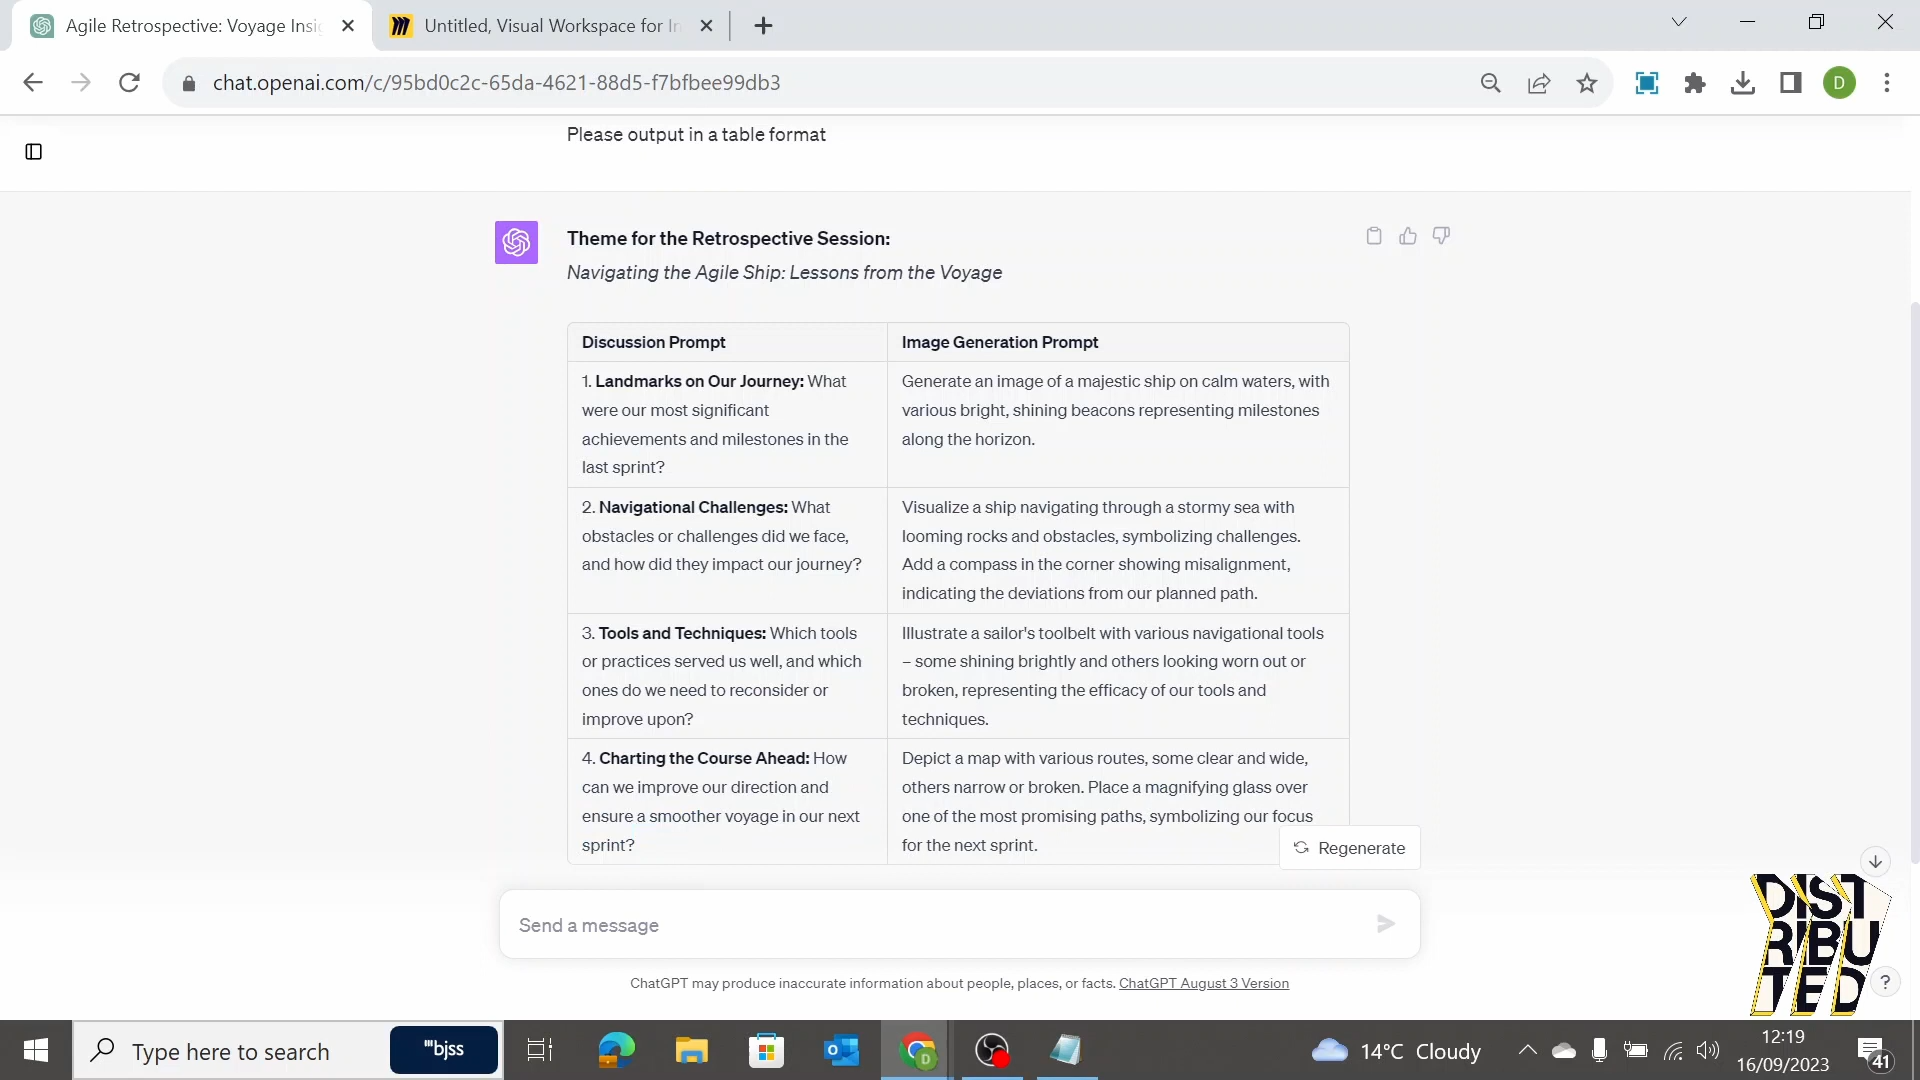 Agile Retrospective: Voyage Insi
Untitled, Visual Workspace for In
chat.openai.com/c/95bd0c2c-65da-4621-88d5-f7bfbee99db3
D
Please output in a table format
Theme for the Retrospective Session:
Navigating the Agile Ship: Lessons from the Voyage
Discussion Prompt
Image Generation Prompt
1. Landmarks on Our Journey: What
were our most significant
achievements and milestones in the
last sprint?
Generate an image of a majestic ship on calm waters, with
various bright, shining beacons representing milestones
along the horizon.
2. Navigational Challenges: What
obstacles or challenges did we face,
and how did they impact our journey?
Visualize a ship navigating through a stormy sea with
looming rocks and obstacles, symbolizing challenges.
Add a compass in the corner showing misalignment,
indicating the deviations from our planned path.
3. Tools and Techniques: Which tools
or practices served us well, and which
ones do we need to reconsider or
improve upon?
Illustrate a sailor's toolbelt with various navigational tools
– some shining brightly and others looking worn out or
broken, representing the efficacy of our tools and
techniques.
4. Charting the Course Ahead: How
can we improve our direction and
ensure a smoother voyage in our next
sprint?
Depict a map with various routes, some clear and wide,
others narrow or broken. Place a magnifying glass over
one of the most promising paths, symbolizing our focus
for the next sprint.
Regenerate
Send a message
ChatGPT may produce inaccurate information about people, places, or facts. ChatGPT August 3 Version
DIST
RIBU
TED
?
Type here to search
"'bjss
D
14°C Cloudy
12:19
16/09/2023
41